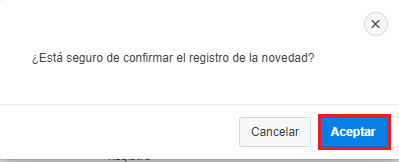 ¿Está seguro de confirmar el registro de la novedad?
Cancelar Aceptar